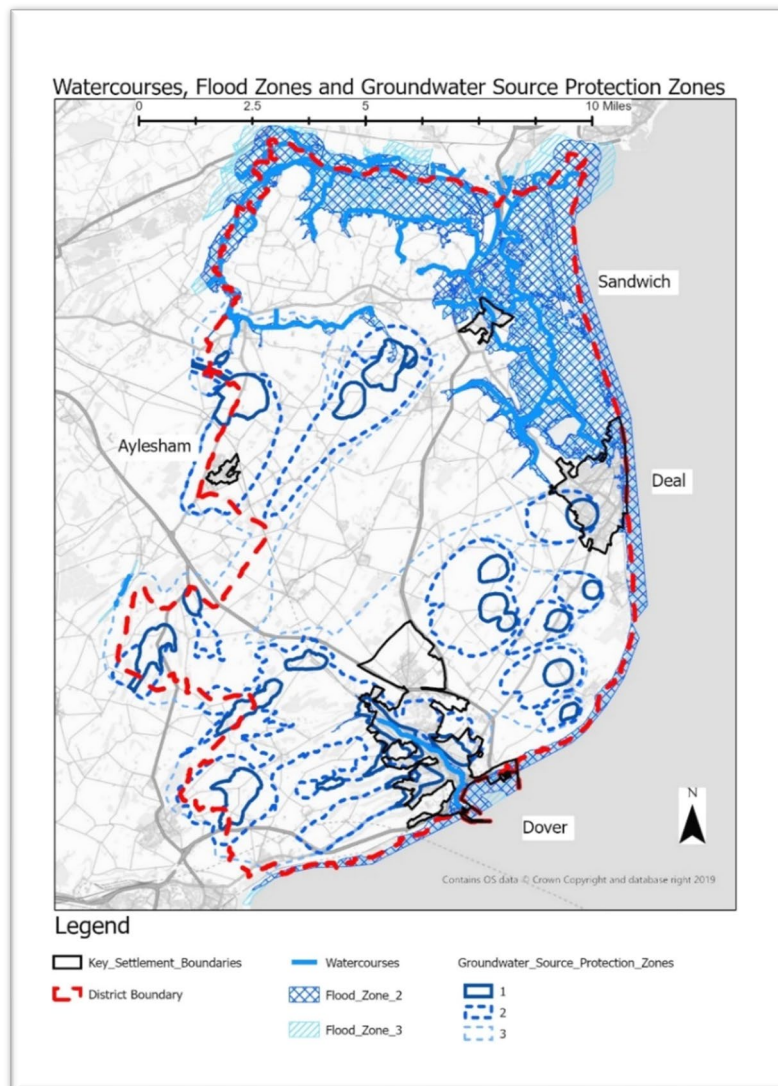 Watercourses, Flood Zones and Groundwater Source Protection Zones
0 2.5 5 10 Miles
Sandwich
Aylesham
Deal
N
Dover
Contains OS data © Crown Copyright and database right 2019
Legend
Key_Settlement_Boundaries
District Boundary
Watercourses
Flood_Zone_2
Flood_Zone_3
Groundwater_Source_Protection_Zones
1
2
3